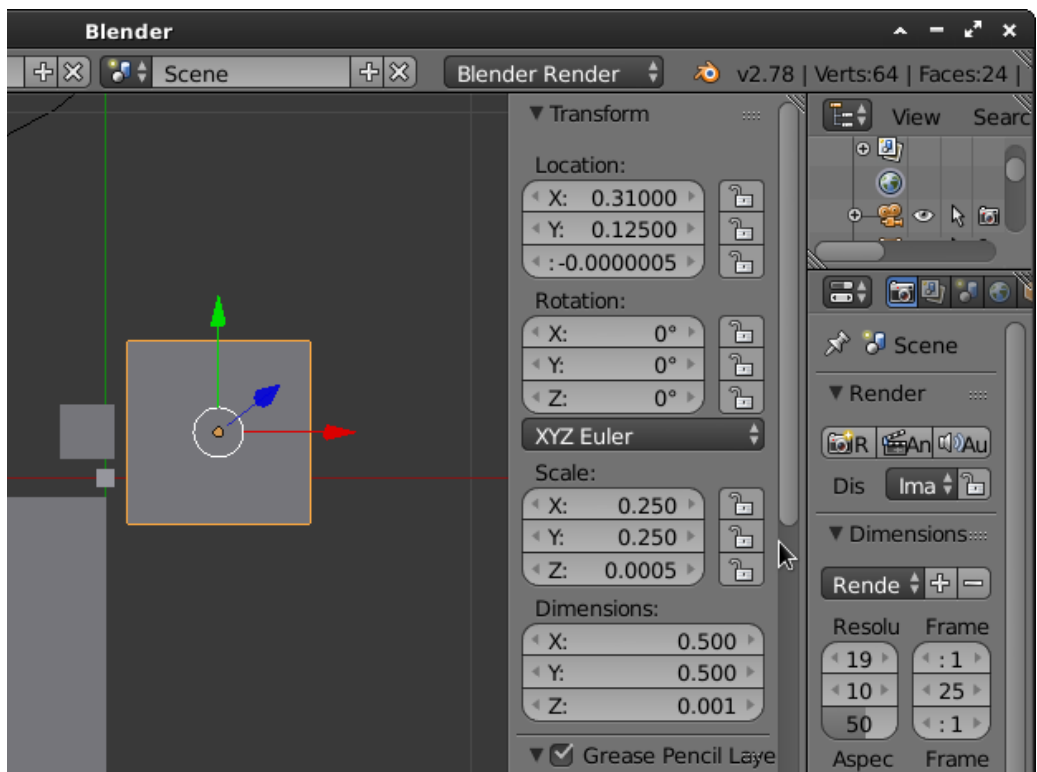 Blender
Scene
Blender Render
v2.78 | Verts:64 | Faces:24 |
Transform
Location:
X: 0.31000
Y: 0.12500
:-0.0000005
Rotation:
X: 0°
Y: 0°
Z: 0°
XYZ Euler
Scale:
X: 0.250
Y: 0.250
Z: 0.0005
Dimensions:
X: 0.500
Y: 0.500
Z: 0.001
Grease Pencil Laye
View Searc
Scene
Render
R An Au
Dis Ima
Dimensions
Rende
Resolu Frame
19 : 1
10 25
50 : 1
Aspec Frame